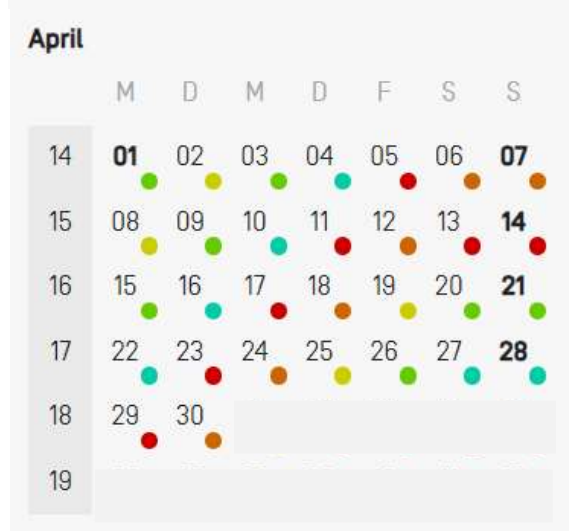 April
M D M D F S S
14 01 02 03 04 05 06 07
15 08 09 10 11 12 13 14
16 15 16 17 18 19 20 21
17 22 23 24 25 26 27 28
18 29 30
19